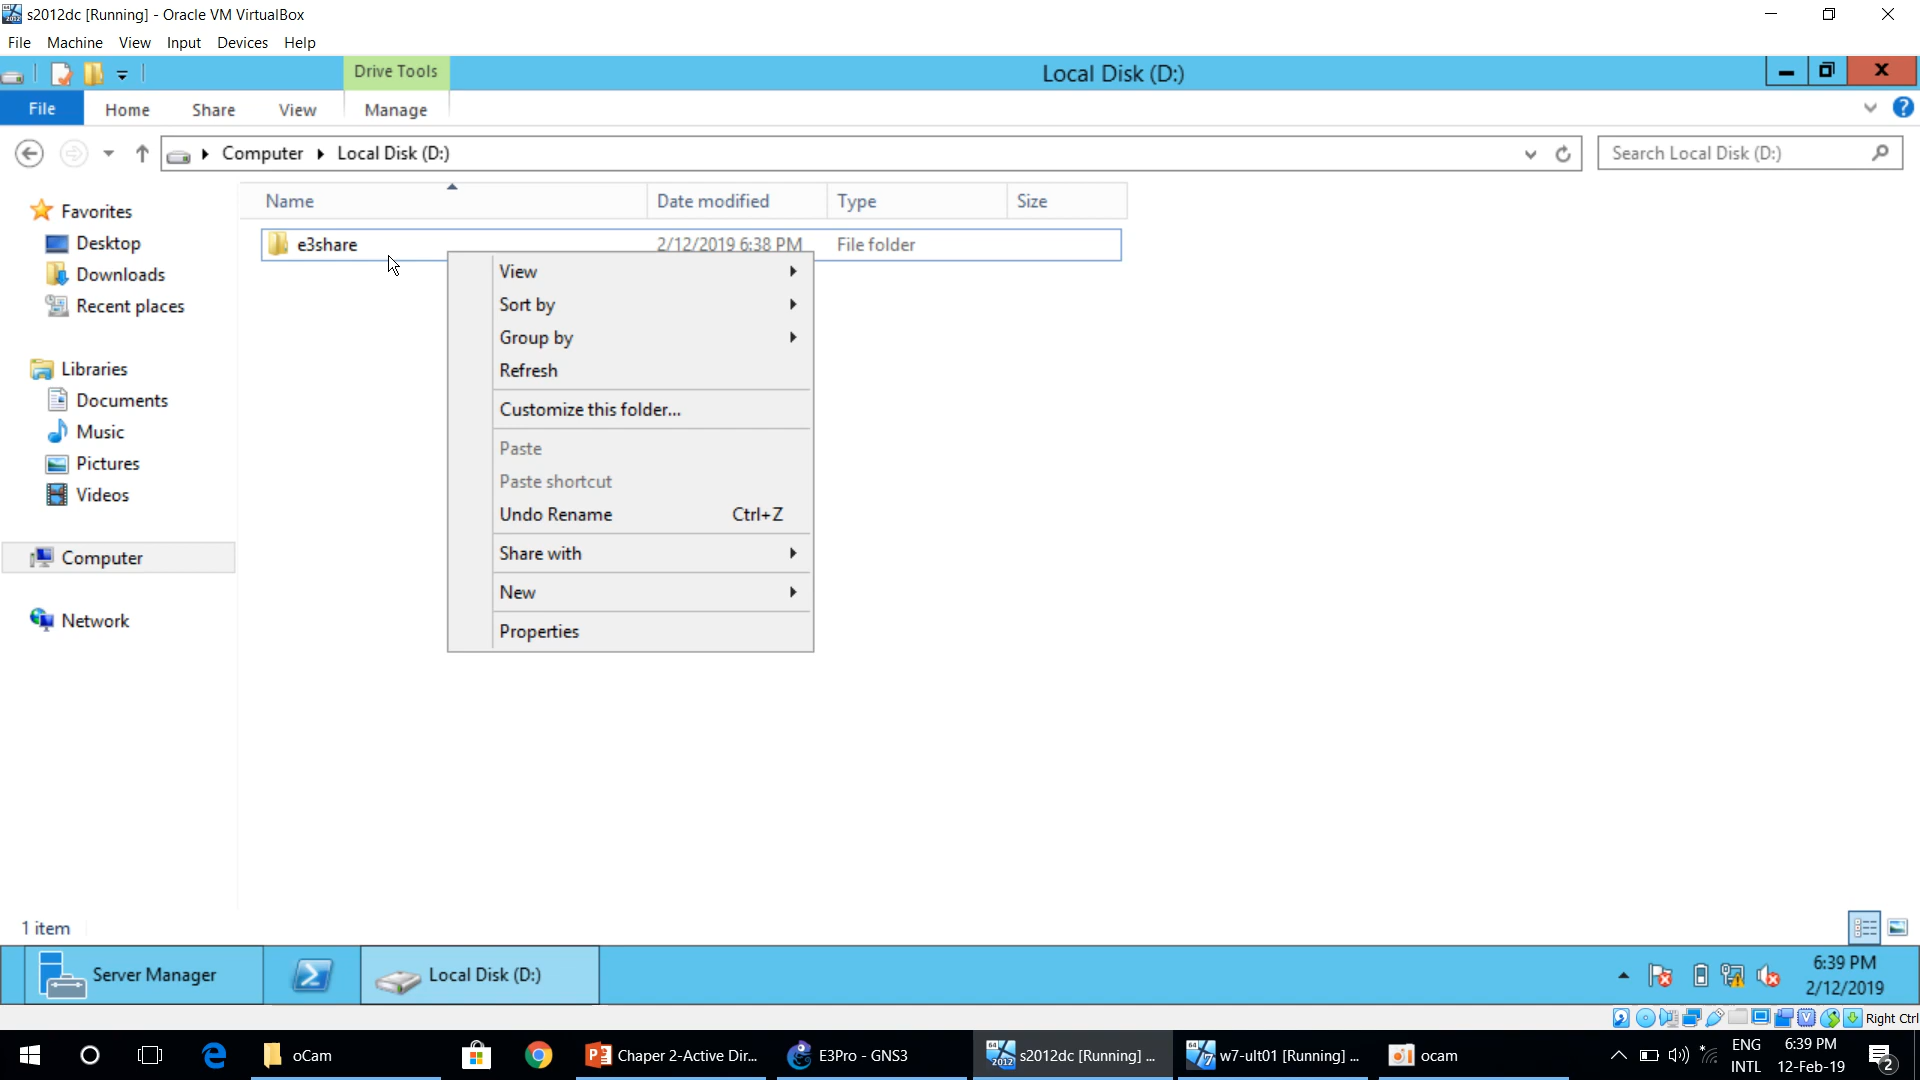 s2012dc [Running] - Oracle VM VirtualBox
File Machine View Input Devices Help
Drive Tools
Local Disk (D:)
File Home Share View Manage
Computer Local Disk (D:)
Search Local Disk (D:)
Name Date modified Type Size
e3share 2/12/2019 6:38 PM File folder
Favorites
Desktop
Downloads
Recent places
Libraries
Documents
Music
Pictures
Videos
Computer
Network
View
Sort by
Group by
Refresh
Customize this folder...
Paste
Paste shortcut
Undo Rename Ctrl+Z
Share with
New
Properties
1 item
Server Manager
Local Disk (D:)
6:39 PM
2/12/2019
Right Ctrl
oCam
Chaper 2-Active Dir...
E3Pro - GNS3
s2012dc [Running] ...
w7-ult01 [Running] ...
ocam
ENG
INTL
6:39 PM
12-Feb-19
2